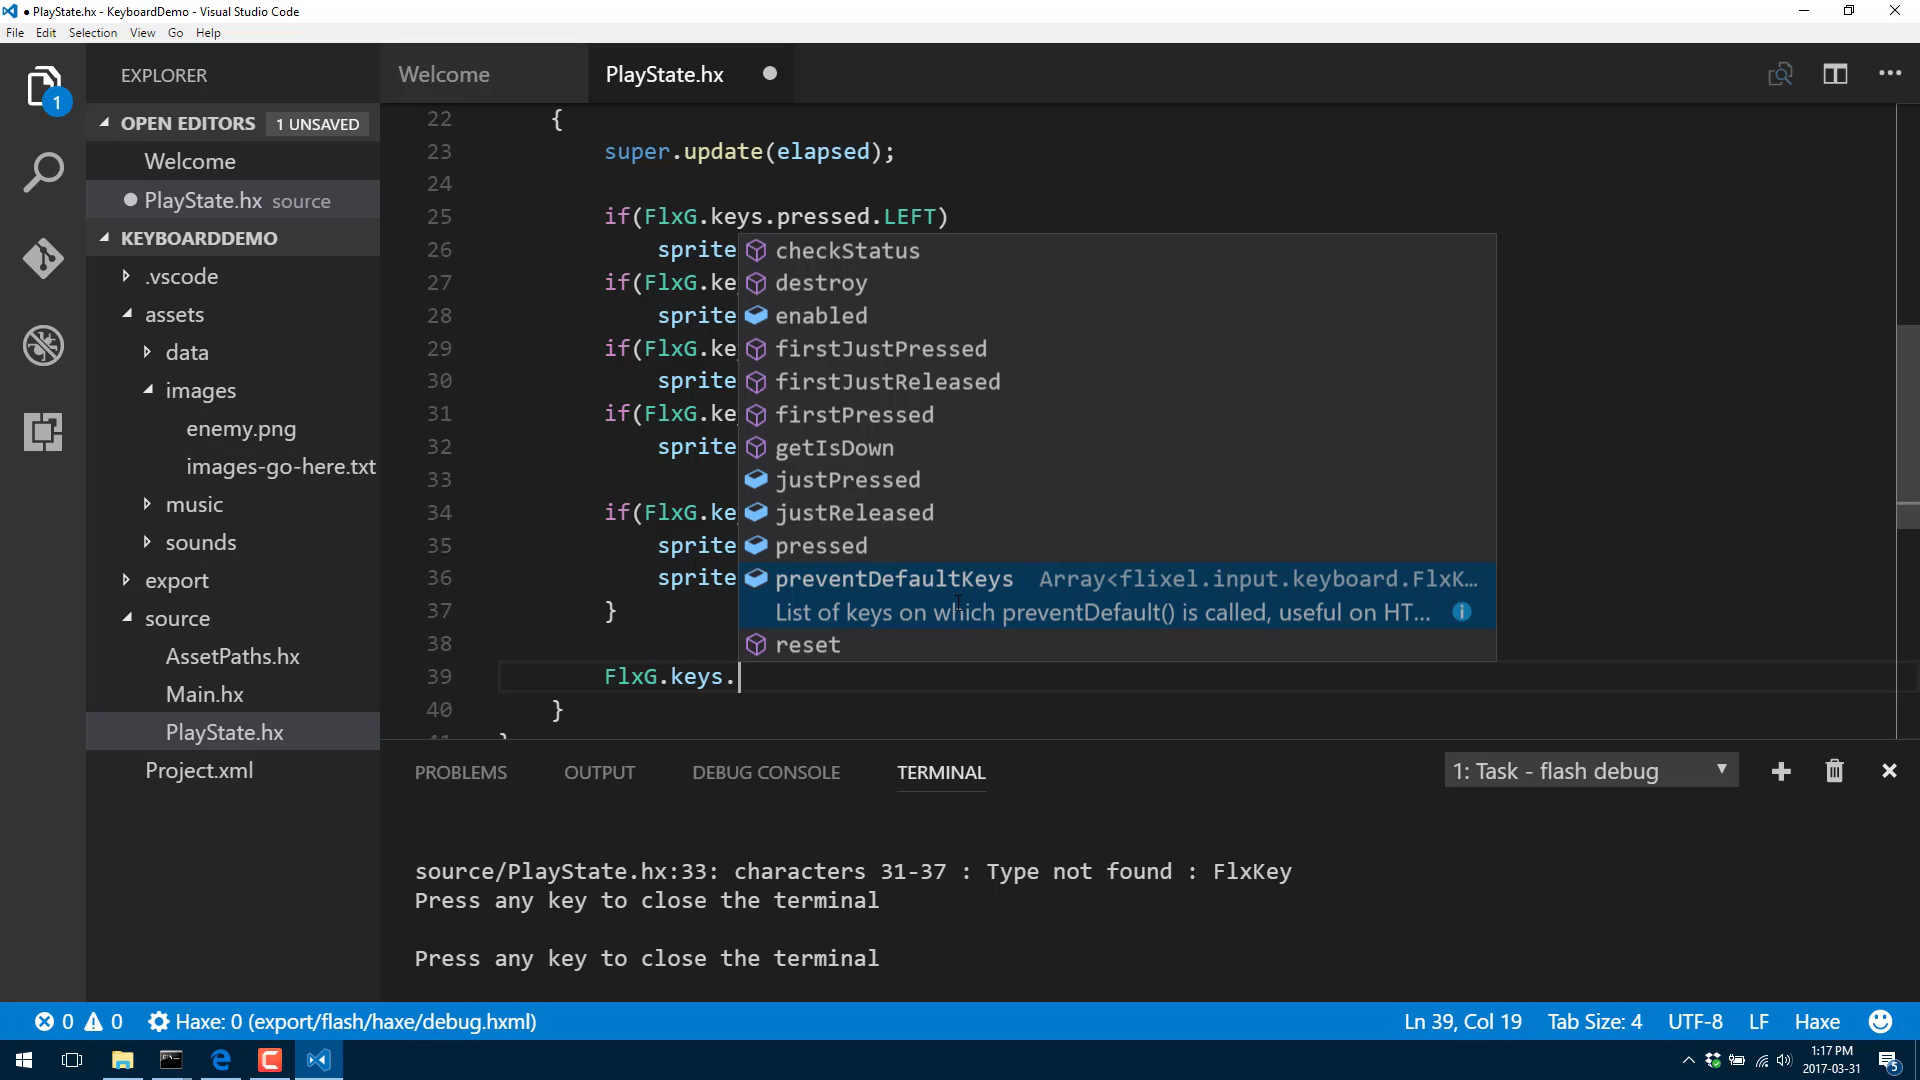 ● PlayState.hx - KeyboardDemo - Visual Studio Code
File Edit Selection View Go Help
EXPLORER
Welcome
PlayState.hx
1
OPEN EDITORS 1 UNSAVED
Welcome
PlayState.hx source
KEYBOARDDEMO
.vscode
assets
data
images
enemy.png
images-go-here.txt
music
sounds
export
source
AssetPaths.hx
Main.hx
PlayState.hx
Project.xml
22 {
23 super.update(elapsed);
24
25 if(FlxG.keys.pressed.LEFT)
26 sprite
27 if(FlxG.ke
28 sprite
29 if(FlxG.ke
30 sprite
31 if(FlxG.ke
32 sprite
33
34 if(FlxG.ke
35 sprite
36 sprite
37 }
38
39 FlxG.keys.
40 }
checkStatus
destroy
enabled
firstJustPressed
firstJustReleased
firstPressed
getIsDown
justPressed
justReleased
pressed
preventDefaultKeys Array<flixel.input.keyboard.FlxK...
List of keys on which preventDefault() is called, useful on HT...
reset
PROBLEMS OUTPUT DEBUG CONSOLE TERMINAL
1: Task - flash debug
source/PlayState.hx:33: characters 31-37 : Type not found : FlxKey
Press any key to close the terminal
Press any key to close the terminal
0 0 Haxe: 0 (export/flash/haxe/debug.hxml)
Ln 39, Col 19 Tab Size: 4 UTF-8 LF Haxe
1:17 PM
2017-03-31
5